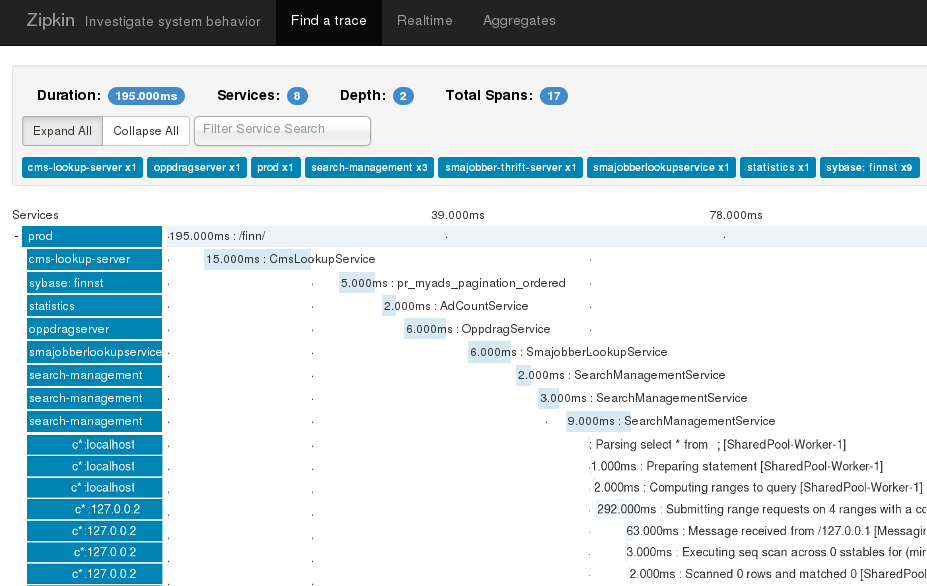 Zipkin Investigate system behavior Find a trace Realtime Aggregates
Duration: 195.000ms Services: 8 Depth: 2 Total Spans: 17
Expand All Collapse All Filter Service Search
cms-lookup-server x1 oppdragserver x1 prod x1 search-management x3 smajobber-thrift-server x1 smajobberlookupservice x1 statistics x1 sybase: finnst x9
Services 39.000ms 78.000ms
- prod 195.000ms : /finn/
cms-lookup-server 15.000ms : CmsLookupService
sybase: finnst 5.000ms : pr_myads_pagination_ordered
statistics 2.000ms : AdCountService
oppdragserver 6.000ms : OppdragService
smajobberlookupservice 6.000ms : SmajobberLookupService
search-management 2.000ms : SearchManagementService
search-management 3.000ms : SearchManagementService
search-management 9.000ms : SearchManagementService
c*:localhost : Parsing select * from ; [SharedPool-Worker-1]
c*:localhost 1.000ms : Preparing statement [SharedPool-Worker-1]
c*:localhost 2.000ms : Computing ranges to query [SharedPool-Worker-1]
c*:127.0.0.2 292.000ms : Submitting range requests on 4 ranges with a
c*:127.0.0.2 63.000ms : Message received from /127.0.0.1
c*:127.0.0.2 3.000ms : Executing seq scan across 0 sstables for
c*:127.0.0.2 2.000ms : Scanned 0 rows and matched 0